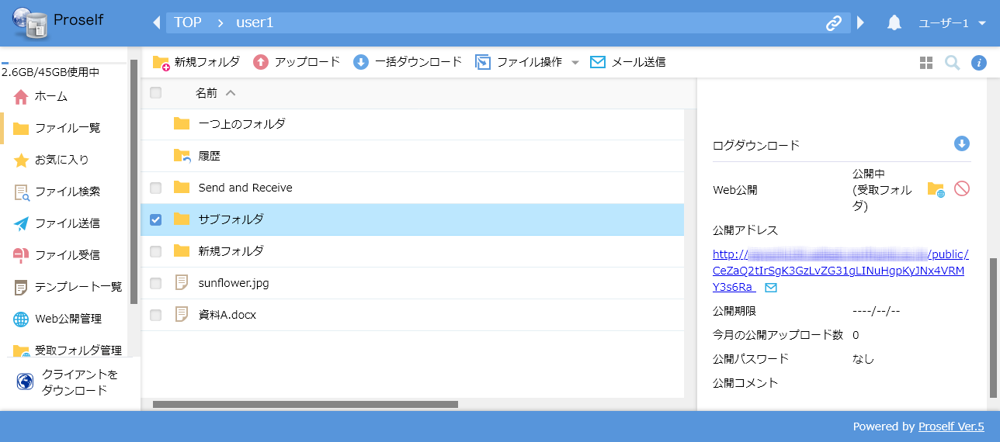 Proself
TOP > user1
ユーザー1
2.6GB/45GB使用中
ホーム
ファイル一覧
お気に入り
ファイル検索
ファイル送信
ファイル受信
テンプレート一覧
Web公開管理
受取フォルダ管理
クライアントを
ダウンロード
新規フォルダ アップロード 一括ダウンロード ファイル操作 メール送信
名前
一つ上のフォルダ
履歴
Send and Receive
サブフォルダ
新規フォルダ
sunflower.jpg
資料A.docx
ログダウンロード
Web公開
公開中
(受取フォル
ダ)
公開アドレス
http:// /public/
CeZaQ2tIrSgK3GzLvZG31gLINuHgpKyJNx4VRM
Y3s6Ra
公開期限 ----/--/--
今月の公開アップロード数 0
公開パスワード なし
公開コメント
Powered by Proself Ver.5